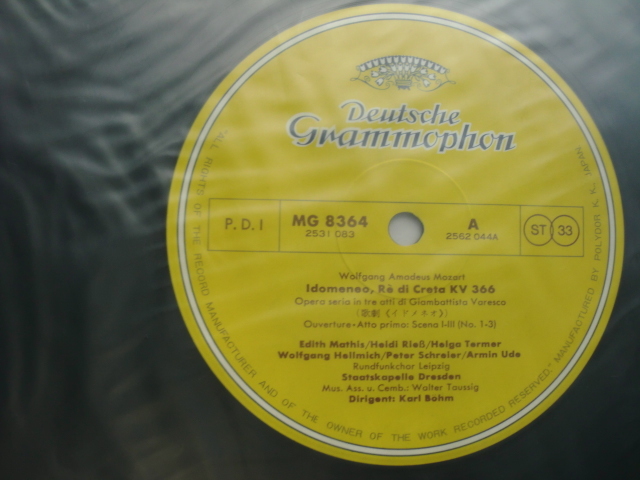 Deutsche
Grammophon
P.D.I
MG 8364
2531 083
A
2562 044A
ST 33
Wolfgang Amadeus Mozart
Idomeneo, Rè di Creta KV 366
Opera seria in tre atti di Giambattista Varesco
(歌劇《イドメネオ》)
Ouverture-Atto primo: Scena I-III (No. 1-3)
Edith Mathis/Heidi Rieß/Helga Termer
Wolfgang Hellmich/Peter Schreier/Armin Ude
Rundfunkchor Leipzig
Staatskapelle Dresden
Mus. Ass. u. Cemb.: Walter Taussig
Dirigent: Karl Böhm
"ALL RIGHTS OF THE RECORD MANUFACTURER AND OF THE OWNER OF THE WORK RECORDED RESERVED" MANUFACTURED BY POLYDOR K. K., JAPAN